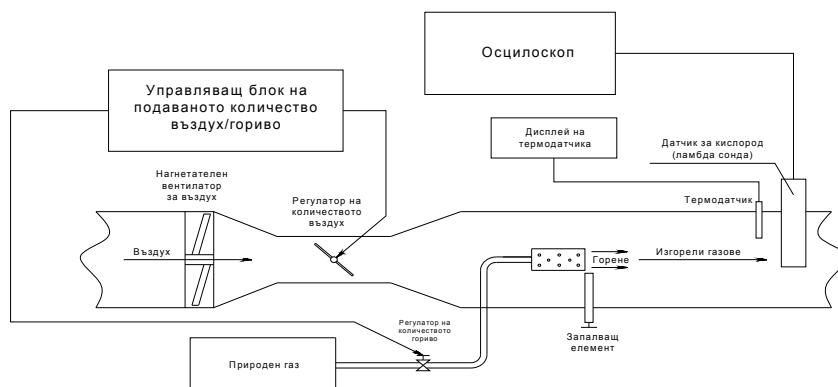 Осцилоскоп
Управляващ блок на
подаваното количество
въздух/гориво
Дисплей на
термодатчика
Датчик за кислород
(ламбда сонда)
Нагнетателен
вентилатор
за въздух
Регулатор на
количеството
въздух
Термодатчик
Въздух
Горене
Изгорели газове
Регулатор на
количеството
гориво
Запалващ
елемент
Природен газ